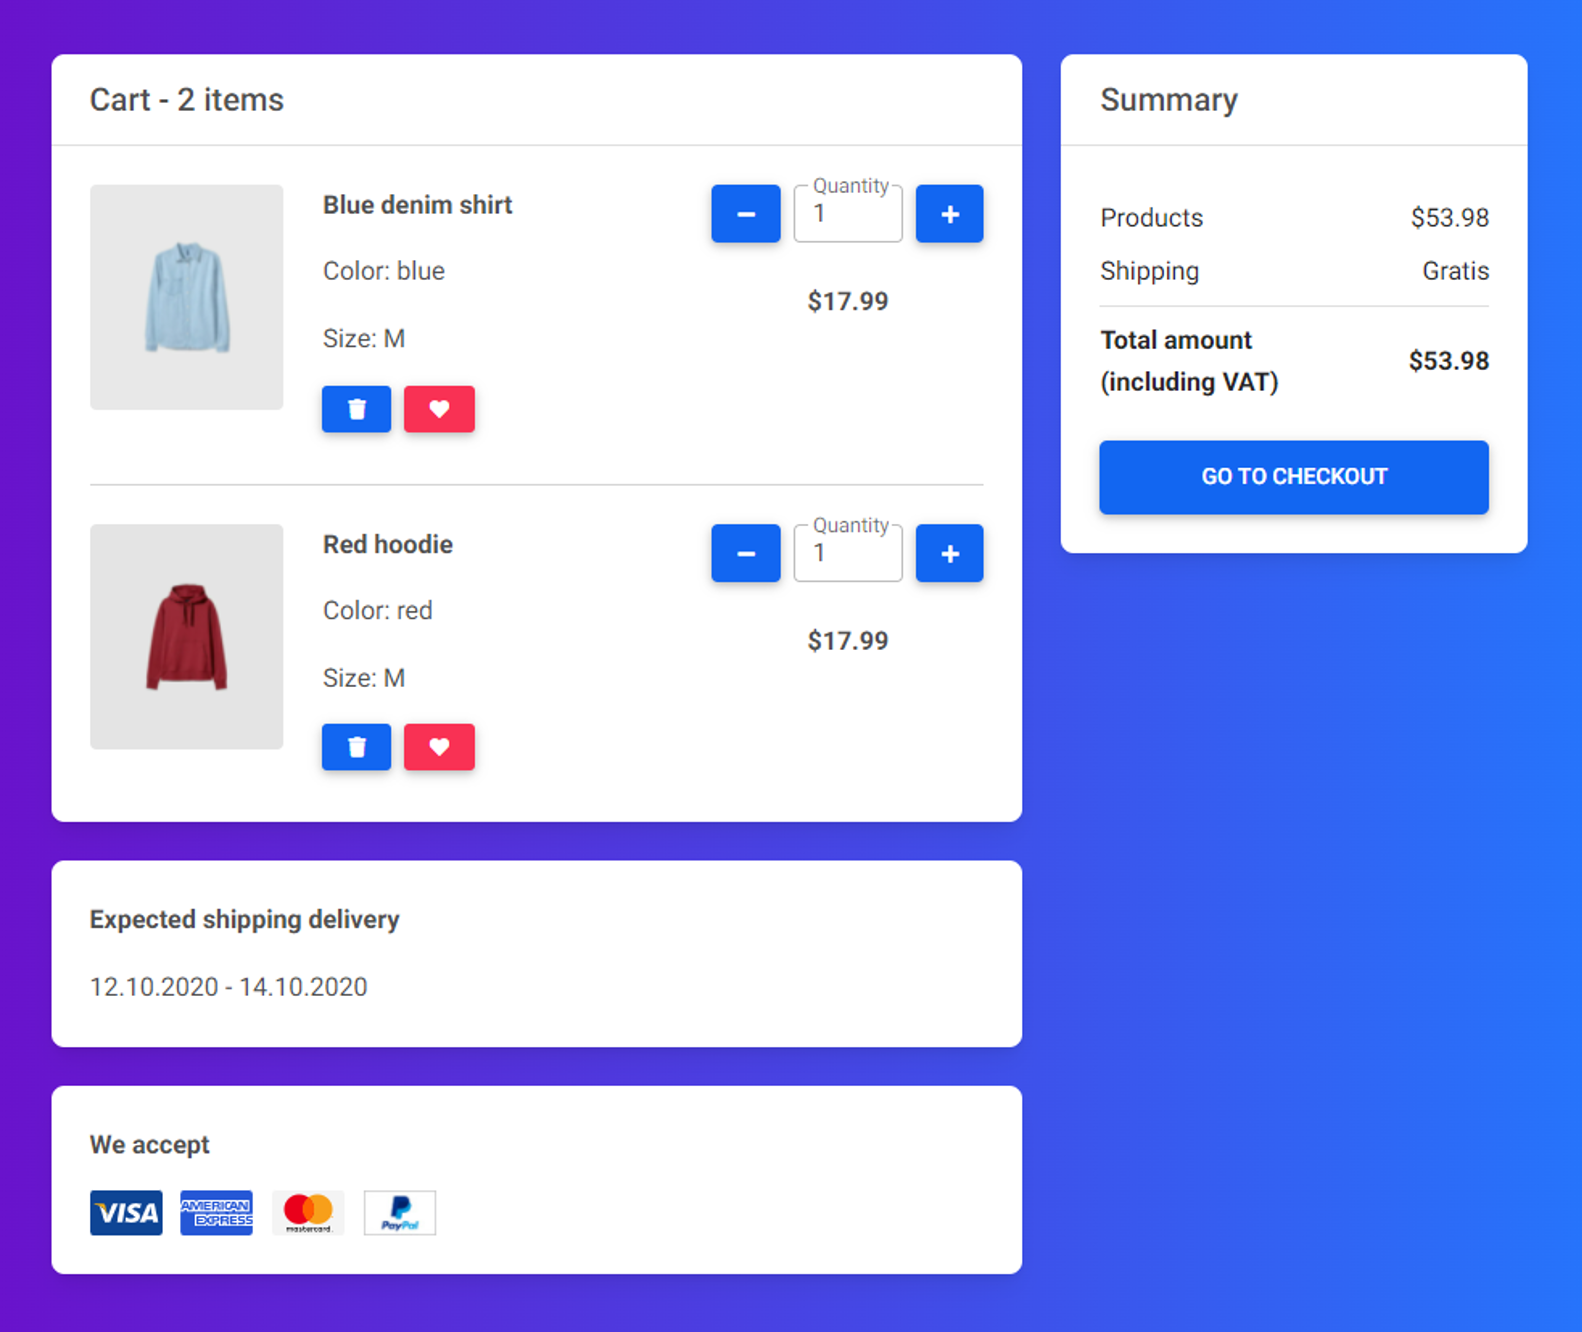 Cart - 2 items
Blue denim shirt
Color: blue
Size: M
Quantity
1
$17.99
Red hoodie
Color: red
Size: M
Quantity
1
$17.99
Expected shipping delivery
12.10.2020 - 14.10.2020
We accept
VISA
AMERICAN
EXPRESS
mastercard.
PayPal
Summary
Products $53.98
Shipping Gratis
Total amount
(including VAT) $53.98
GO TO CHECKOUT